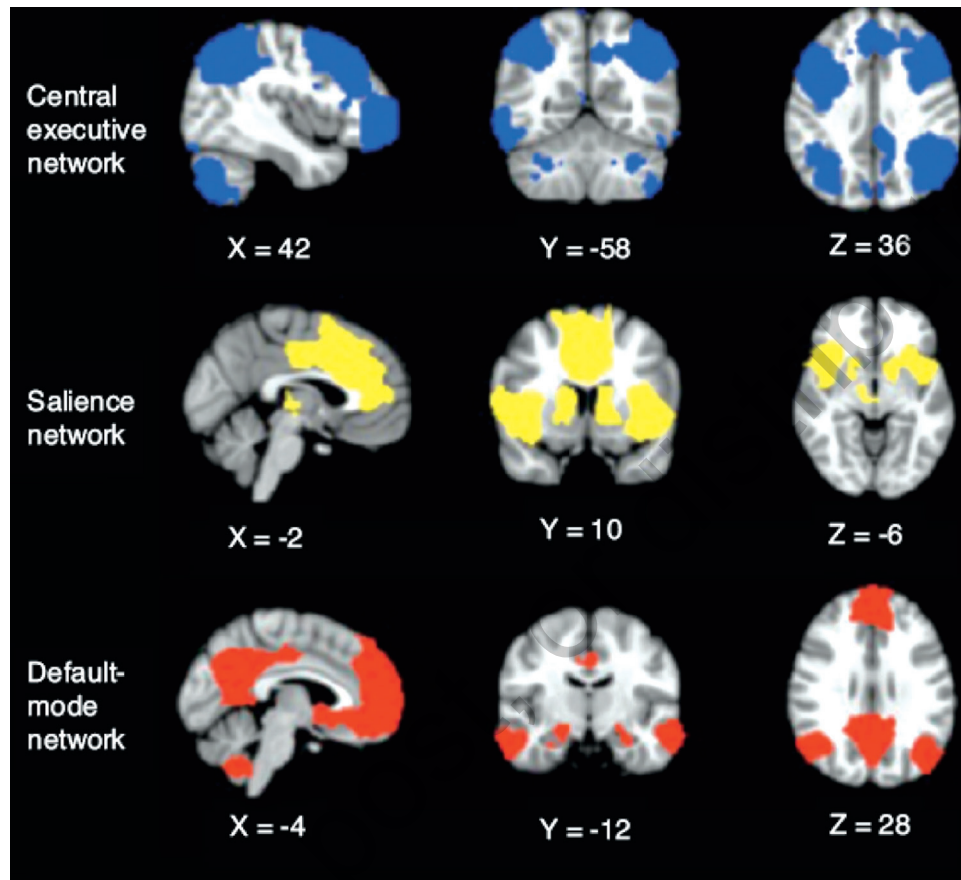 Central
executive
network
X = 42
Y = -58
Z = 36
Salience
network
X = -2
Y = 10
Z = -6
Default-
mode
network
X = -4
Y = -12
Z = 28